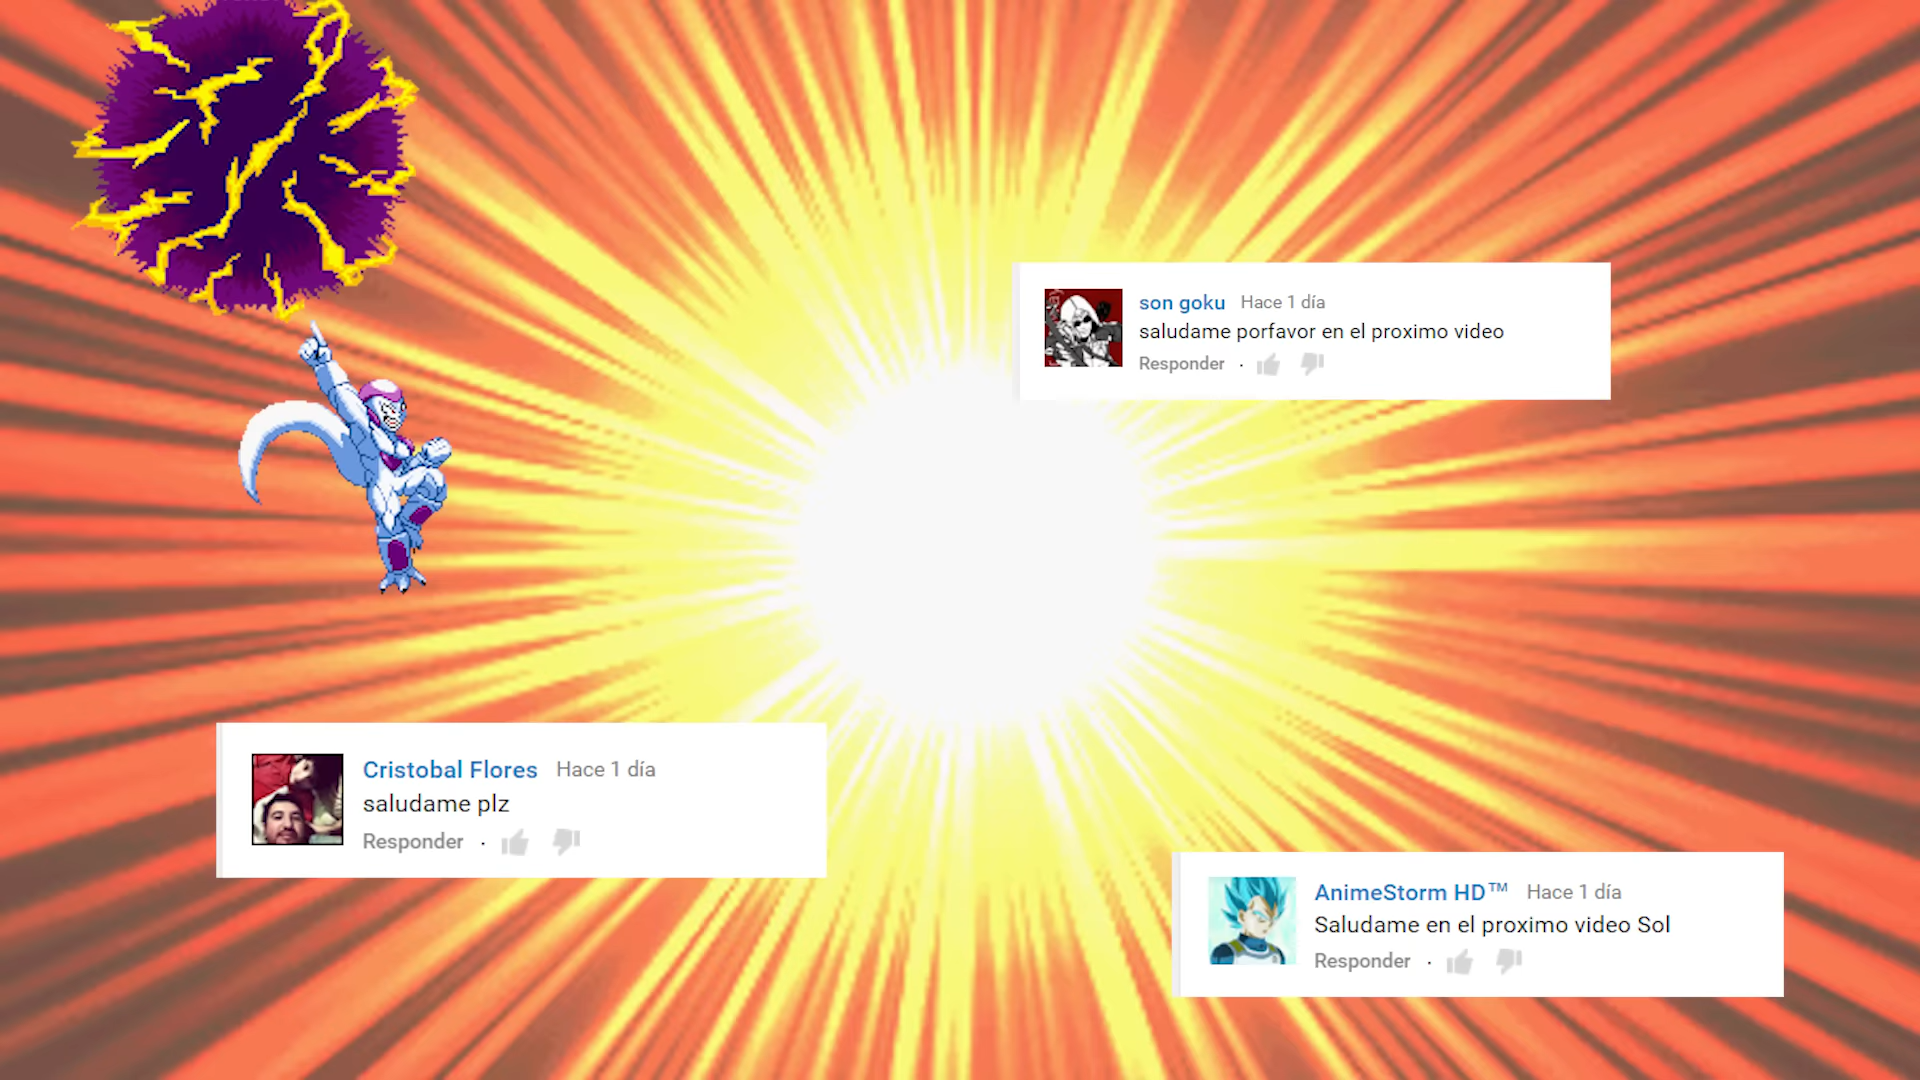 son goku Hace 1 día
saludame porfavor en el proximo video
Responder ·
Cristobal Flores Hace 1 día
saludame plz
Responder ·
AnimeStorm HD™ Hace 1 día
Saludame en el proximo video Sol
Responder ·